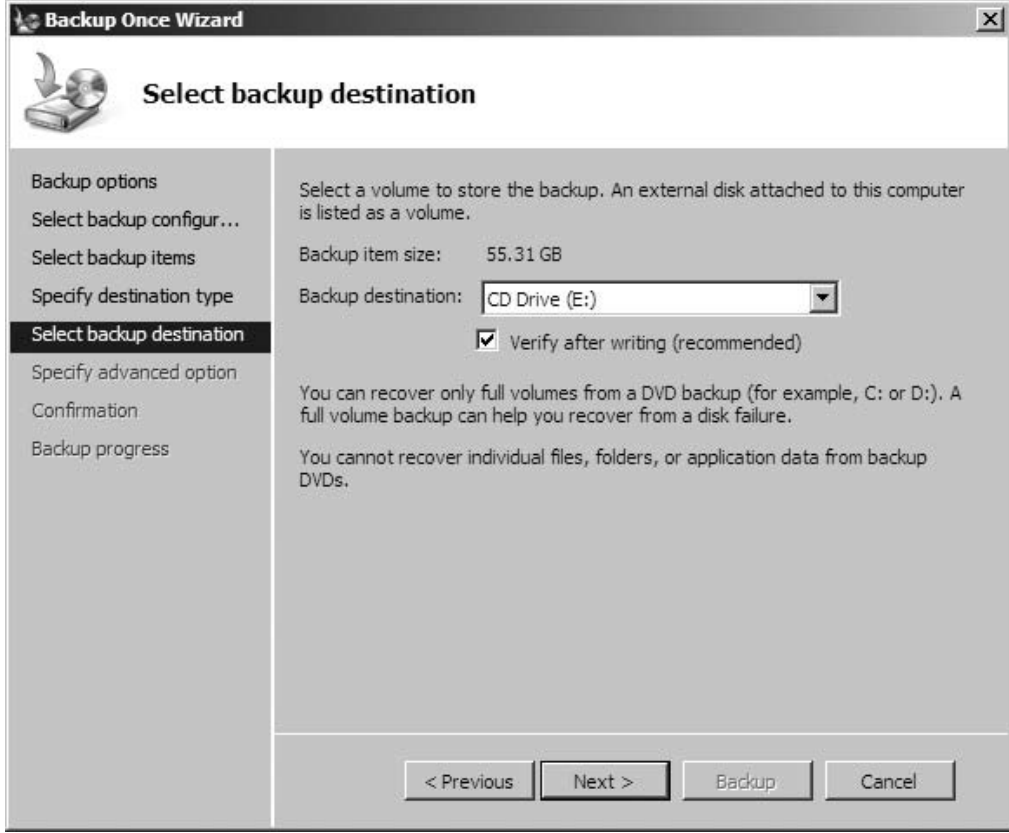 Backup Once Wizard
Select backup destination
Backup options
Select backup configur...
Select backup items
Specify destination type
Select backup destination
Specify advanced option
Confirmation
Backup progress
Select a volume to store the backup. An external disk attached to this computer
is listed as a volume.
Backup item size: 55.31 GB
Backup destination: CD Drive (E:)
Verify after writing (recommended)
You can recover only full volumes from a DVD backup (for example, C: or D:). A
full volume backup can help you recover from a disk failure.
You cannot recover individual files, folders, or application data from backup
DVDs.
< Previous Next > Backup Cancel